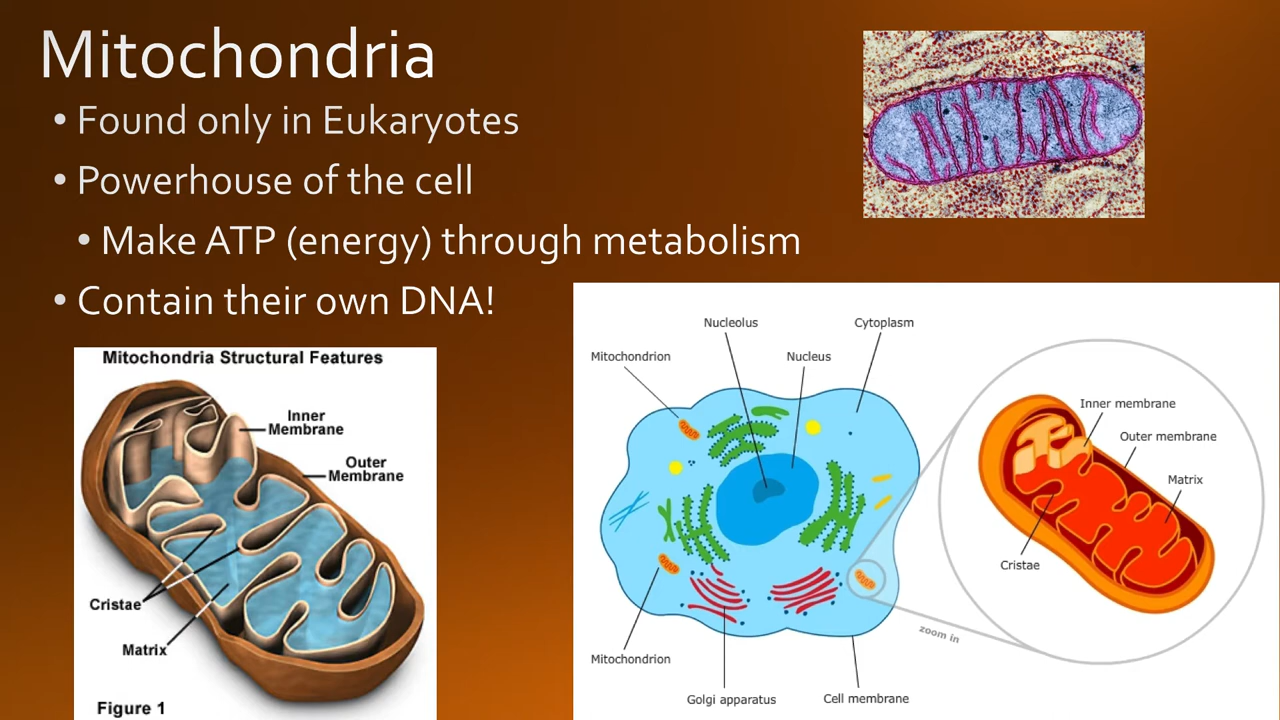 Mitochondria
• Found only in Eukaryotes
• Powerhouse of the cell
• Make ATP (energy) through metabolism
• Contain their own DNA!
Mitochondria Structural Features
Inner
Membrane
Outer
Membrane
Cristae
Matrix
Figure 1
Nucleolus
Cytoplasm
Mitochondrion
Nucleus
Mitochondrion
Golgi apparatus
Cell membrane
zoom in
Inner membrane
Outer membrane
Matrix
Cristae